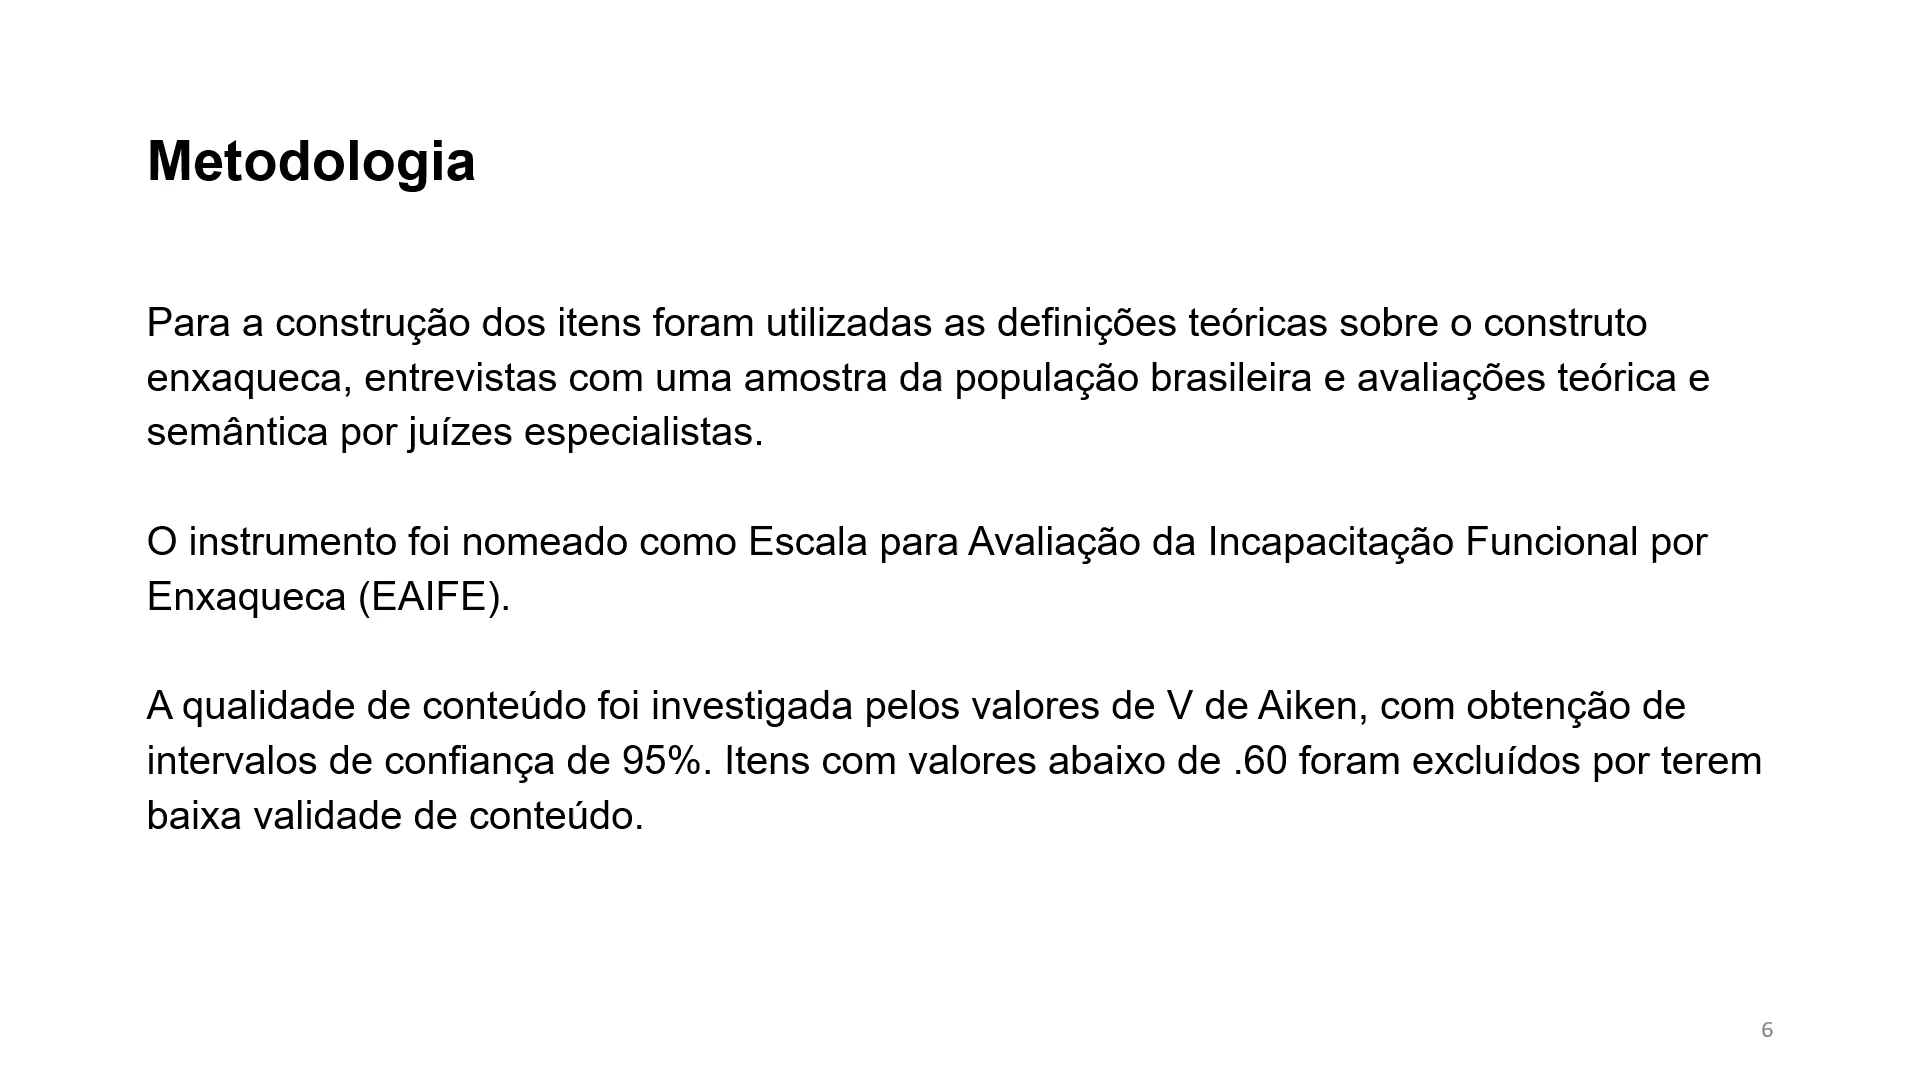 Metodologia
Para a construção dos itens foram utilizadas as definições teóricas sobre o construto
enxaqueca, entrevistas com uma amostra da população brasileira e avaliações teórica e
semântica por juízes especialistas.
O instrumento foi nomeado como Escala para Avaliação da Incapacitação Funcional por
Enxaqueca (EAIFE).
A qualidade de conteúdo foi investigada pelos valores de V de Aiken, com obtenção de
intervalos de confiança de 95%. Itens com valores abaixo de .60 foram excluídos por terem
baixa validade de conteúdo.
6